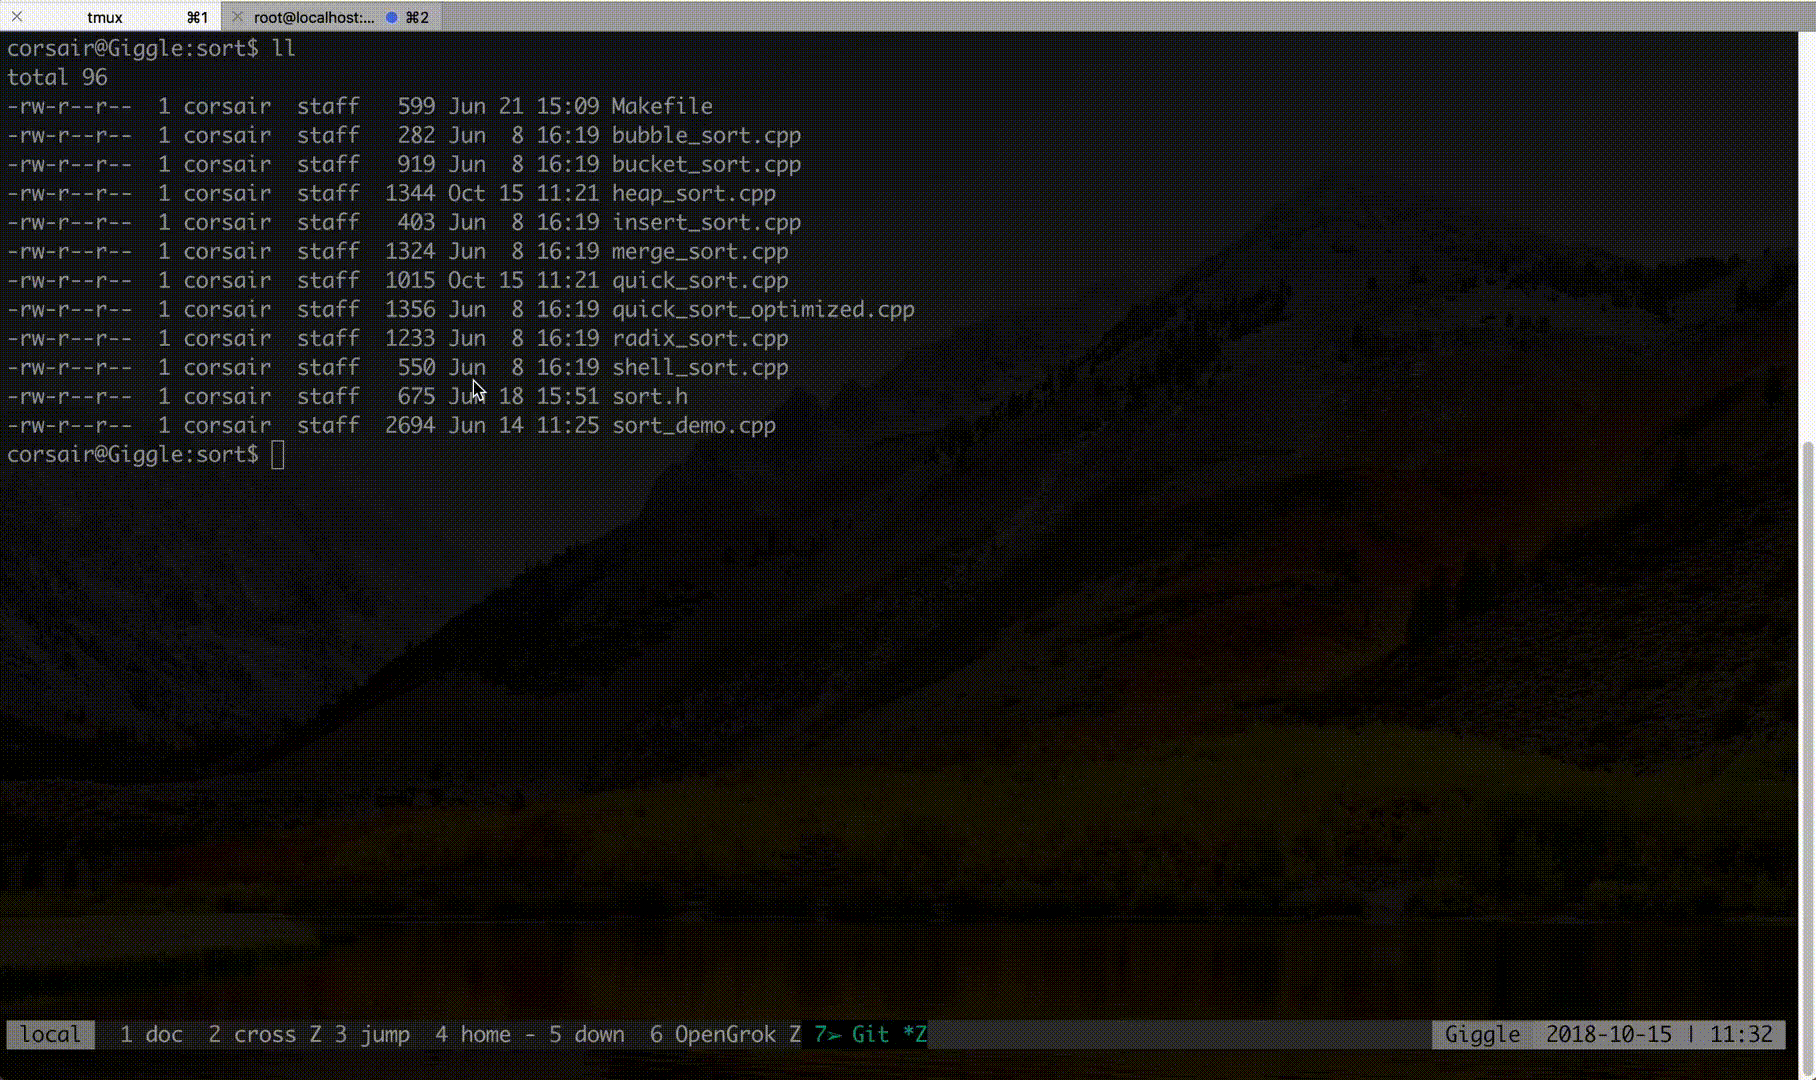 tmux ⌘1 root@localhost:... ⌘2
corsair@Giggle:sort$ ll
total 96
-rw-r--r-- 1 corsair staff 599 Jun 21 15:09 Makefile
-rw-r--r-- 1 corsair staff 282 Jun 8 16:19 bubble_sort.cpp
-rw-r--r-- 1 corsair staff 919 Jun 8 16:19 bucket_sort.cpp
-rw-r--r-- 1 corsair staff 1344 Oct 15 11:21 heap_sort.cpp
-rw-r--r-- 1 corsair staff 403 Jun 8 16:19 insert_sort.cpp
-rw-r--r-- 1 corsair staff 1324 Jun 8 16:19 merge_sort.cpp
-rw-r--r-- 1 corsair staff 1015 Oct 15 11:21 quick_sort.cpp
-rw-r--r-- 1 corsair staff 1356 Jun 8 16:19 quick_sort_optimized.cpp
-rw-r--r-- 1 corsair staff 1233 Jun 8 16:19 radix_sort.cpp
-rw-r--r-- 1 corsair staff 550 Jun 8 16:19 shell_sort.cpp
-rw-r--r-- 1 corsair staff 675 Jun 18 15:51 sort.h
-rw-r--r-- 1 corsair staff 2694 Jun 14 11:25 sort_demo.cpp
corsair@Giggle:sort$
local 1 doc 2 cross Z 3 jump 4 home - 5 down 6 OpenGrok Z 7➢ Git *Z Giggle 2018-10-15 | 11:32